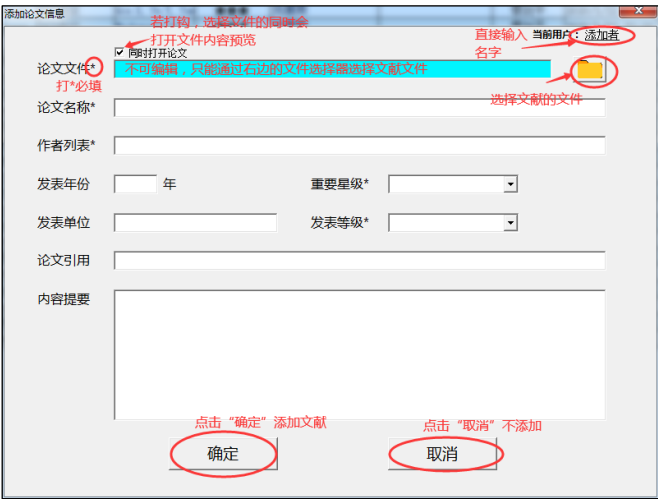 添加论文信息
若打钩，选择文件的同时会
打开文件内容预览
直接输入
名字
当前用户：添加者
同时打开论文
论文文件*
不可编辑，只能通过右边的文件选择器选择文献文件
打*必填
选择文献的文件
论文名称*
作者列表*
发表年份
年
重要星级*
发表单位
发表等级*
论文引用
内容提要
点击“确定”添加文献
点击“取消”不添加
确定
取消